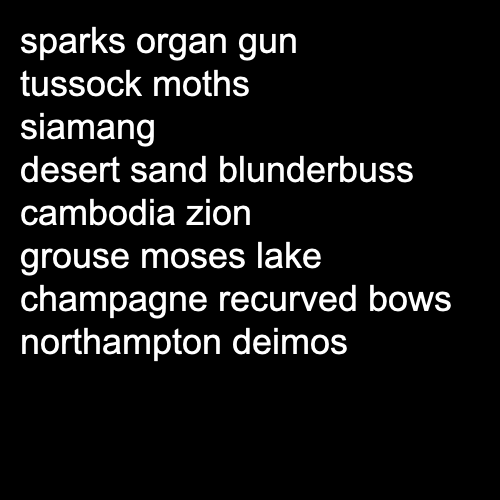 sparks organ gun
tussock moths
siamang
desert sand blunderbuss
cambodia zion
grouse moses lake
champagne recurved bows
northampton deimos